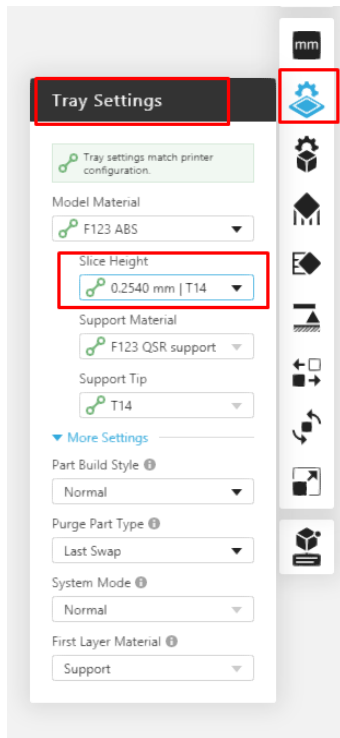 mm
Tray Settings
Tray settings match printer
configuration.
Model Material
F123 ABS
Slice Height
0.2540 mm | T14
Support Material
F123 QSR support
Support Tip
T14
More Settings
Part Build Style
Normal
Purge Part Type
Last Swap
System Mode
Normal
First Layer Material
Support